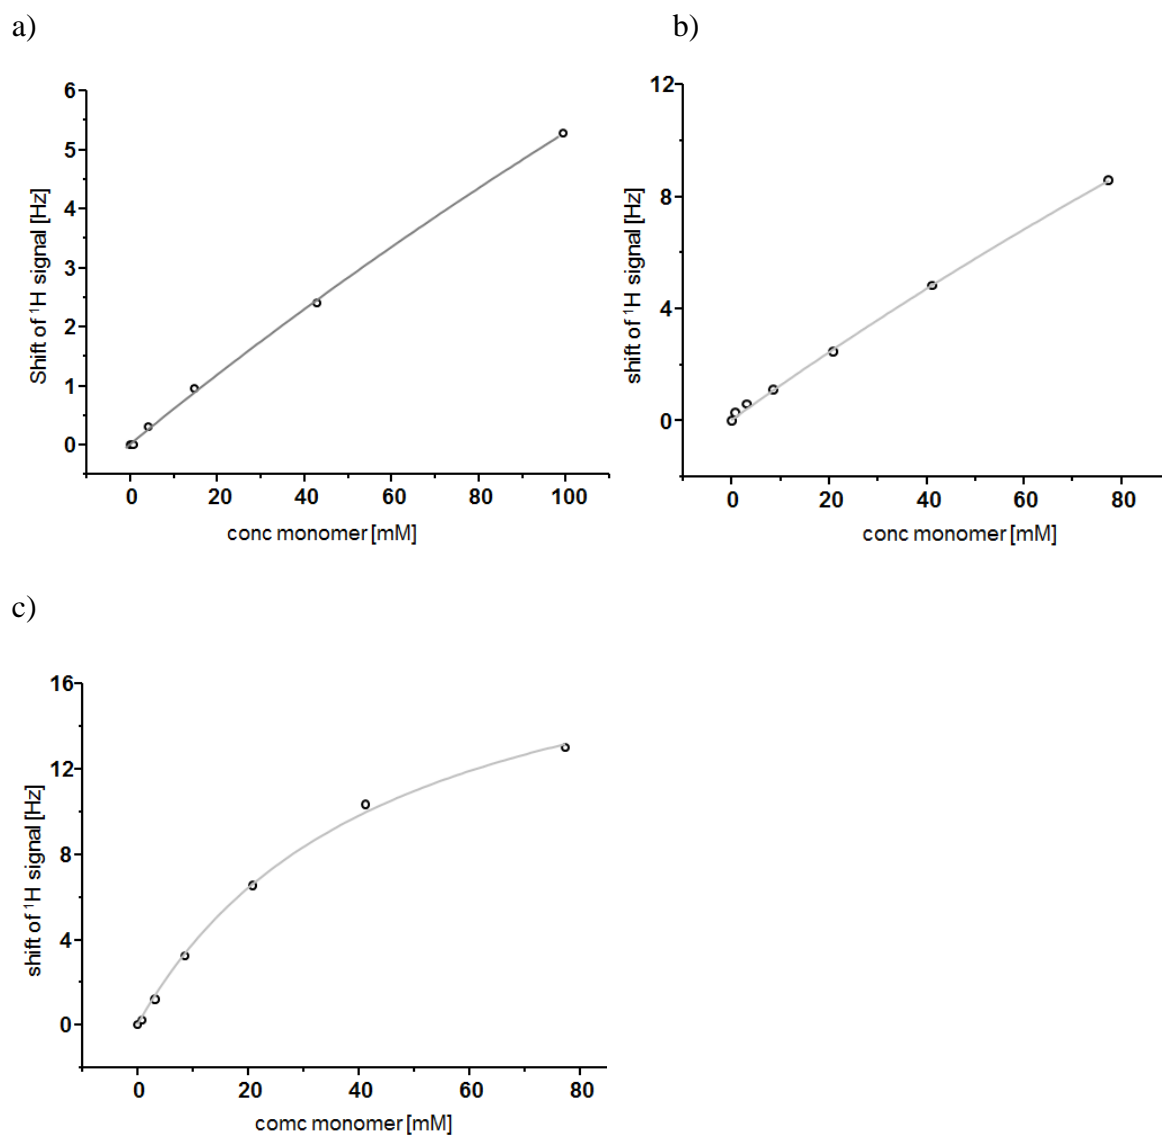 a)
6
5
4
3
2
1
0
0 20 40 60 80 100
Shift of ¹H signal [Hz]
conc monomer [mM]
b)
12
8
4
0
0 20 40 60 80
shift of ¹H signal [Hz]
conc monomer [mM]
c)
16
12
8
4
0
0 20 40 60 80
shift of ¹H signal [Hz]
comc monomer [mM]